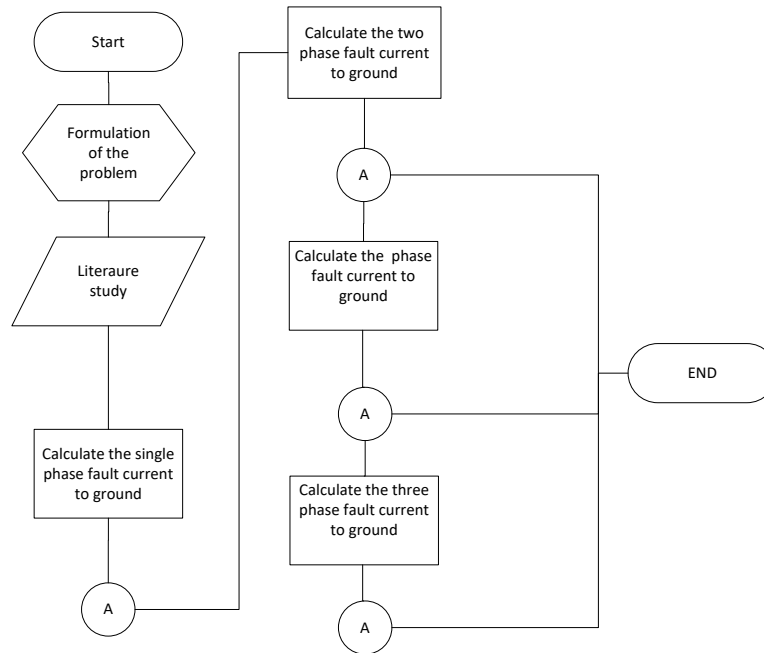 Start
Formulation
of the
problem
Literaure
study
Calculate the single
phase fault current
to ground
A
Calculate the two
phase fault current
to ground
A
Calculate the  phase
fault current to
ground
A
Calculate the three
phase fault current
to ground
A
END